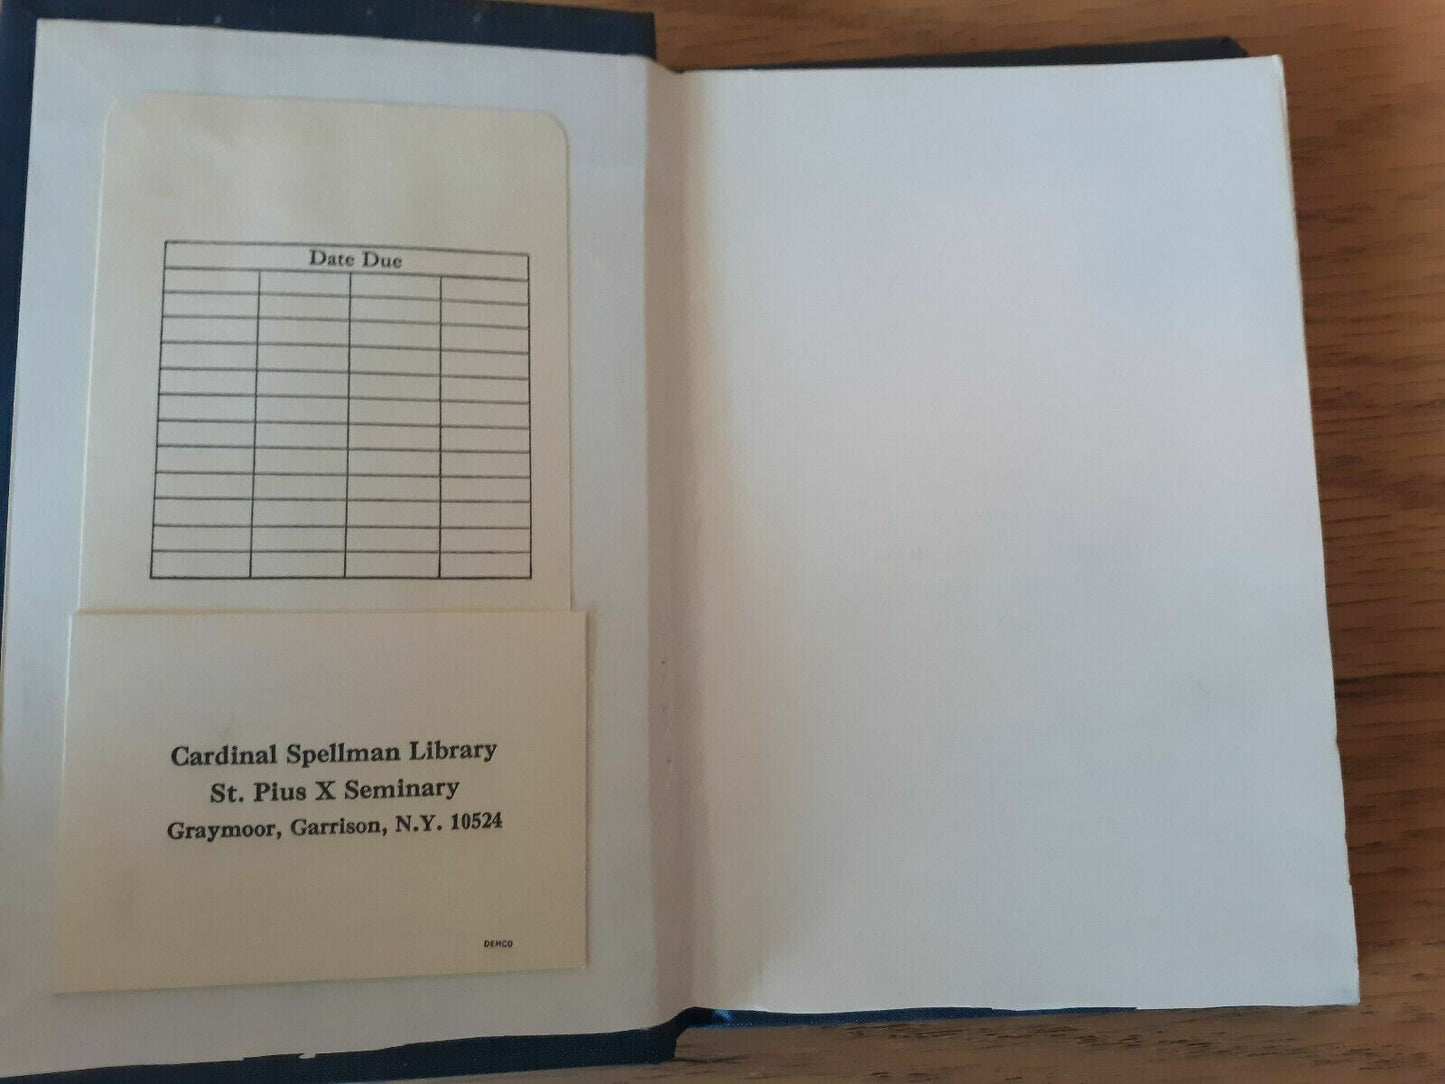 Date Due
Cardinal Spellman Library
St. Pius X Seminary
Graymoor, Garrison, N.Y. 10524
DEMCO